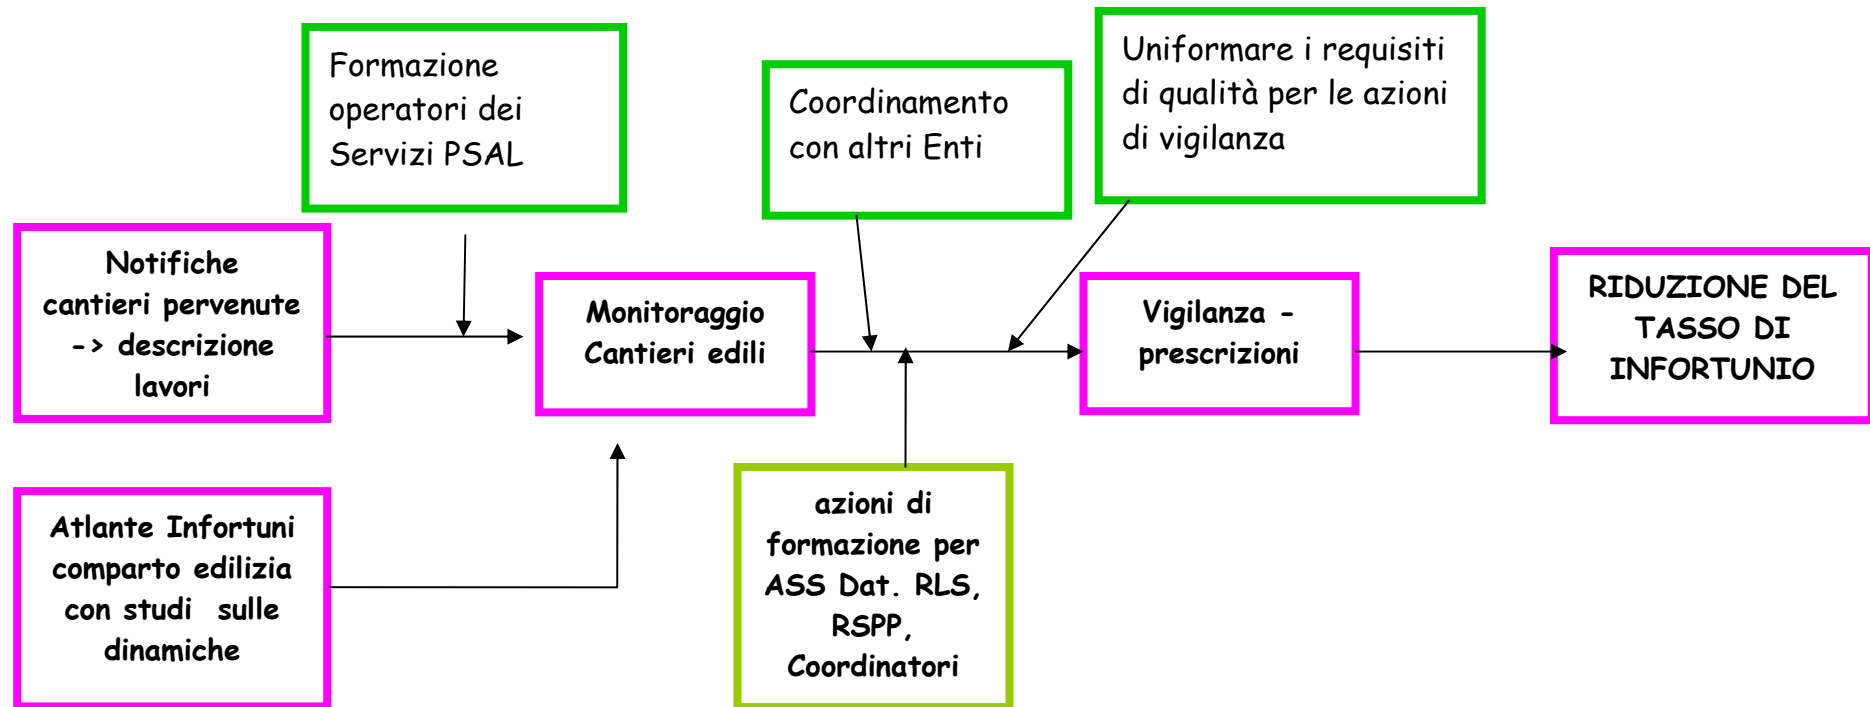 Formazione
operatori dei
Servizi PSAL
Coordinamento
con altri Enti
Uniformare i requisiti
di qualità per le azioni
di vigilanza
Notifiche
cantieri pervenute
-> descrizione
lavori
Monitoraggio
Cantieri edili
Vigilanza -
prescrizioni
RIDUZIONE DEL
TASSO DI
INFORTUNIO
Atlante Infortuni
comparto edilizia
con studi sulle
dinamiche
azioni di
formazione per
ASS Dat. RLS,
RSPP,
Coordinatori